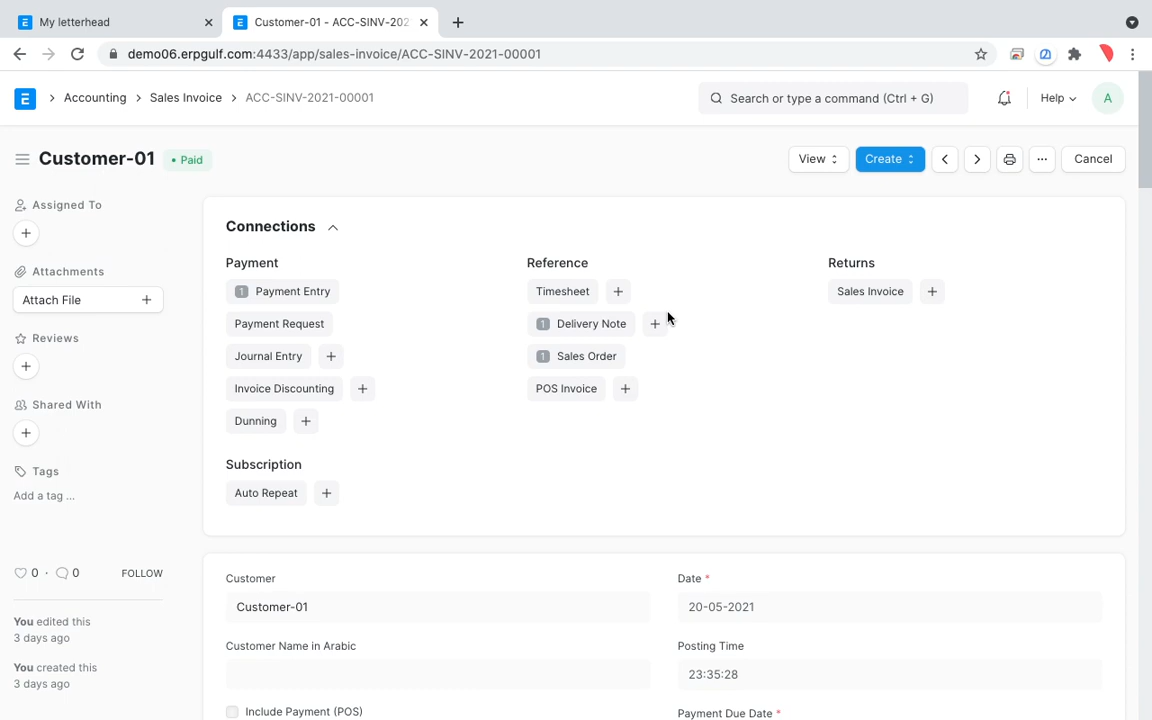 My letterhead
Customer-01 - ACC-SINV-202
demo06.erpgulf.com:4433/app/sales-invoice/ACC-SINV-2021-00001
E
Accounting
Sales Invoice
ACC-SINV-2021-00001
Search or type a command (Ctrl + G)
Help
A
Customer-01
Paid
View
Create
Cancel
Assigned To
Attachments
Attach File
Reviews
Shared With
Tags
Add a tag ...
0 · 0 FOLLOW
You edited this
3 days ago
You created this
3 days ago
Connections
Payment
1 Payment Entry
Payment Request
Journal Entry
Invoice Discounting
Dunning
Reference
Timesheet
1 Delivery Note
1 Sales Order
POS Invoice
Returns
Sales Invoice
Subscription
Auto Repeat
Customer
Customer-01
Customer Name in Arabic
Include Payment (POS)
Date *
20-05-2021
Posting Time
23:35:28
Payment Due Date *